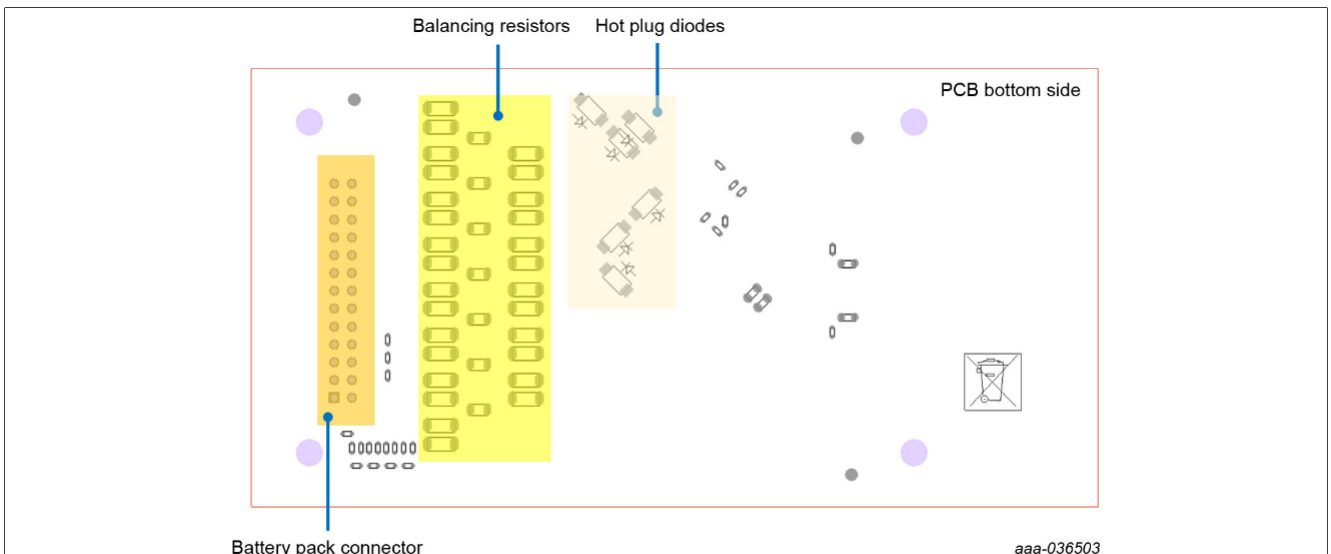 Balancing resistors
Hot plug diodes
PCB bottom side
Battery pack connector
aaa-036503